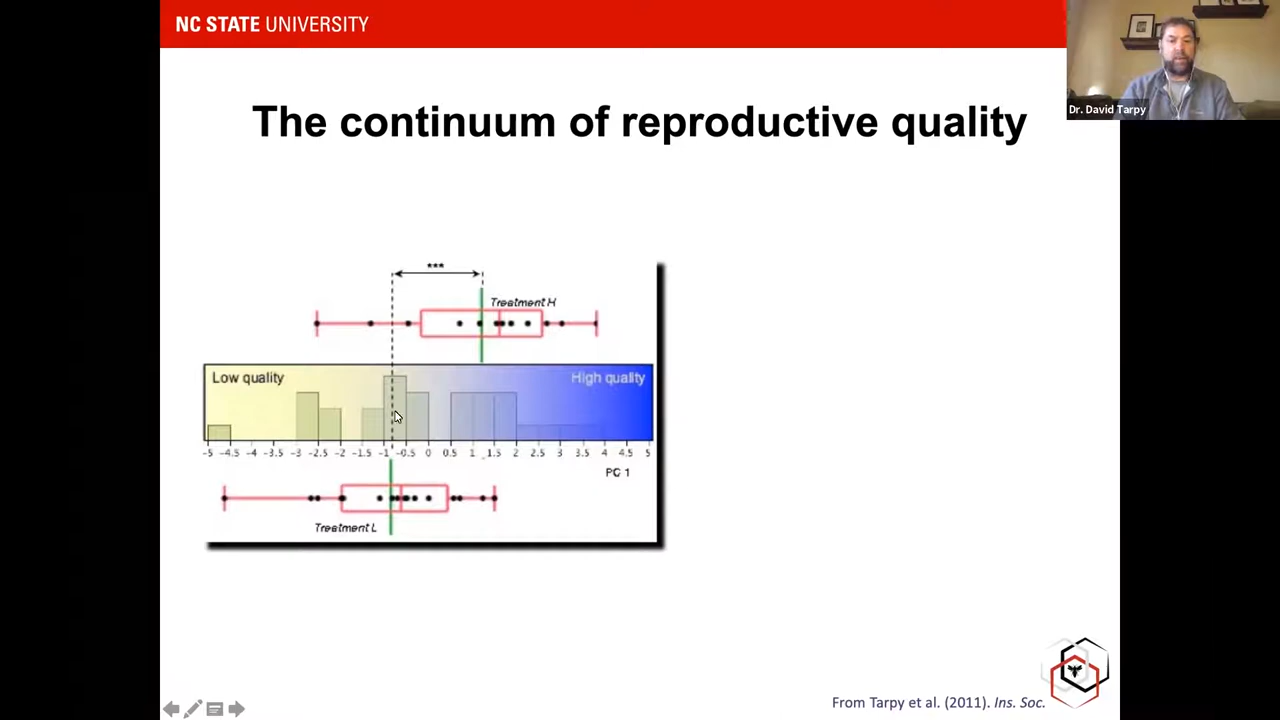 NC STATE UNIVERSITY
Dr. David Tarpy
The continuum of reproductive quality
***
Treatment H
Low quality
High quality
-5 -4.5 -4 -3.5 -3 -2.5 -2 -1.5 -1 -0.5 0 0.5 1 1.5 2 2.5 3 3.5 4 4.5 5
PC 1
Treatment L
From Tarpy et al. (2011). Ins. Soc.